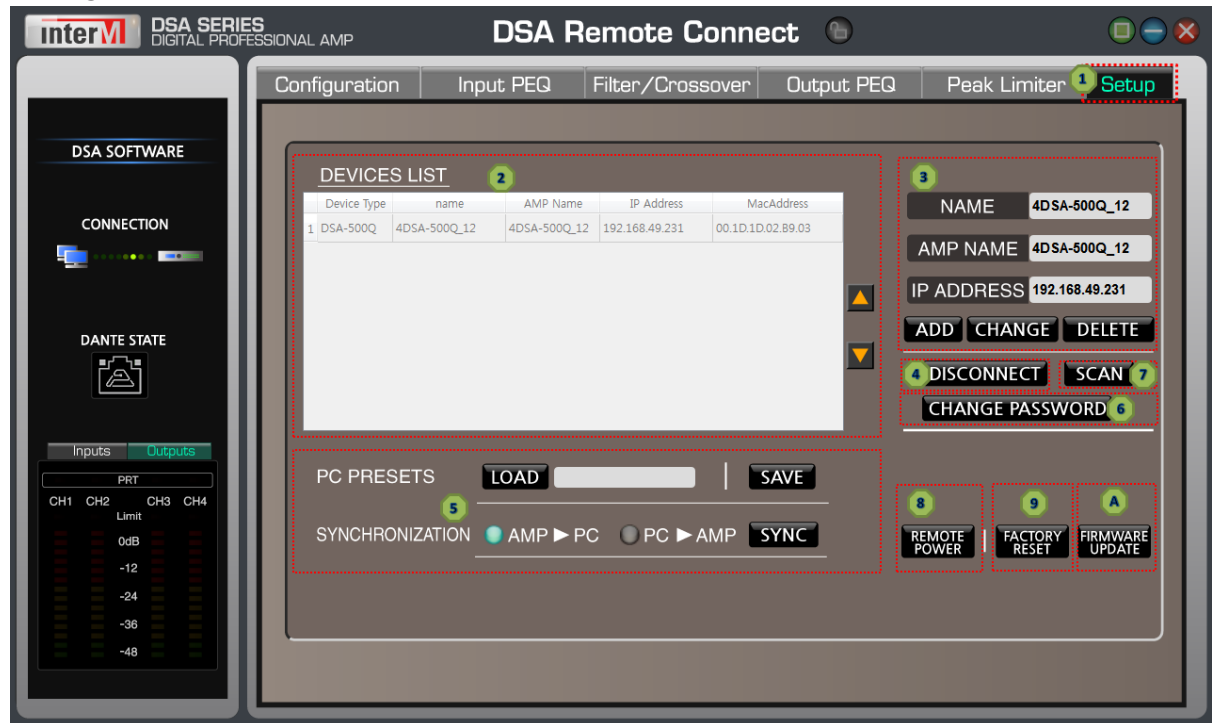 interM DSA SERIES DSA Remote Connect
DIGITAL PROFESSIONAL AMP
Configuration Input PEQ Filter/Crossover Output PEQ Peak Limiter 1 Setup
DSA SOFTWARE
CONNECTION
DANTE STATE
Inputs Outputs
PRT
CH1 CH2 CH3 CH4
Limit
0dB
-12
-24
-36
-48
DEVICES LIST 2
Device Type name AMP Name IP Address MacAddress
1 DSA-500Q 4DSA-500Q_12 4DSA-500Q_12 192.168.49.231 00.1D.1D.02.B9.03
3
NAME 4DSA-500Q_12
AMP NAME 4DSA-500Q_12
IP ADDRESS 192.168.49.231
ADD CHANGE DELETE
4 DISCONNECT SCAN 7
CHANGE PASSWORD 6
PC PRESETS LOAD SAVE
5
SYNCHRONIZATION AMP ▶ PC PC ▶ AMP SYNC
8 9 A
REMOTE POWER
FACTORY RESET
FIRMWARE UPDATE